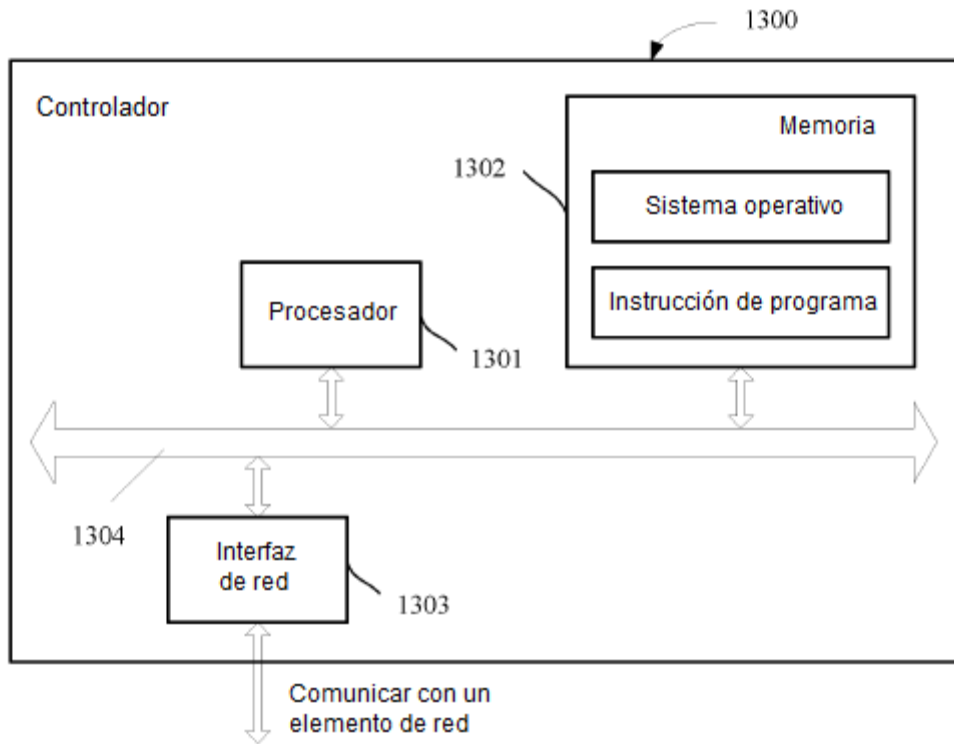 1300
Controlador
Memoria
1302
Sistema operativo
Instrucción de programa
Procesador
1301
1304
Interfaz
de red
1303
Comunicar con un
elemento de red